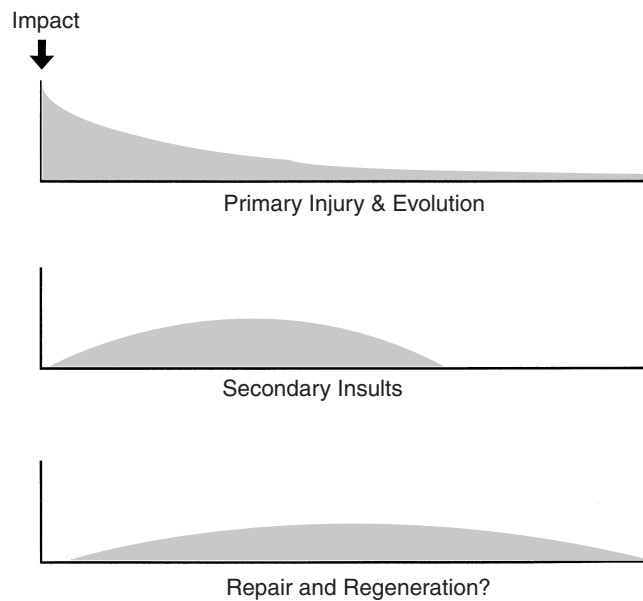 Impact
Primary Injury & Evolution
Secondary Insults
Repair and Regeneration?